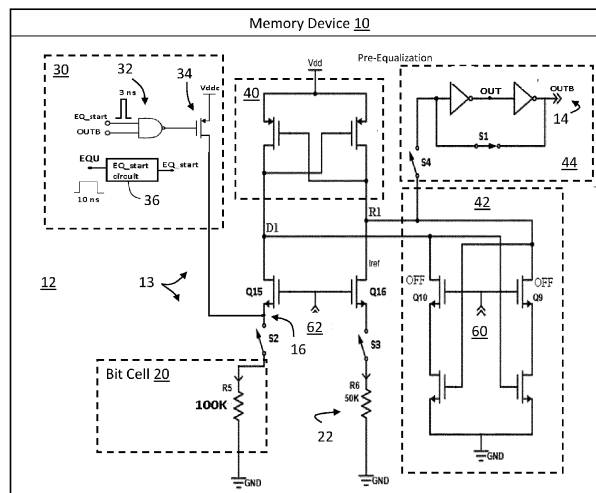 Memory Device 10
30
32
34
3 ns
Vddc
EQ_start
OUTB
EQU
EQ_start
circuit
EQ_start
10 ns
36
Vdd
40
Pre-Equalization
OUT
OUTB
14
S1
S4
44
42
R1
D1
Iref
12
13
Q15
Q16
62
16
S2
S3
OFF
OFF
Q10
Q9
60
Bit Cell 20
R5
100K
R6
50K
22
GND
GND
GND